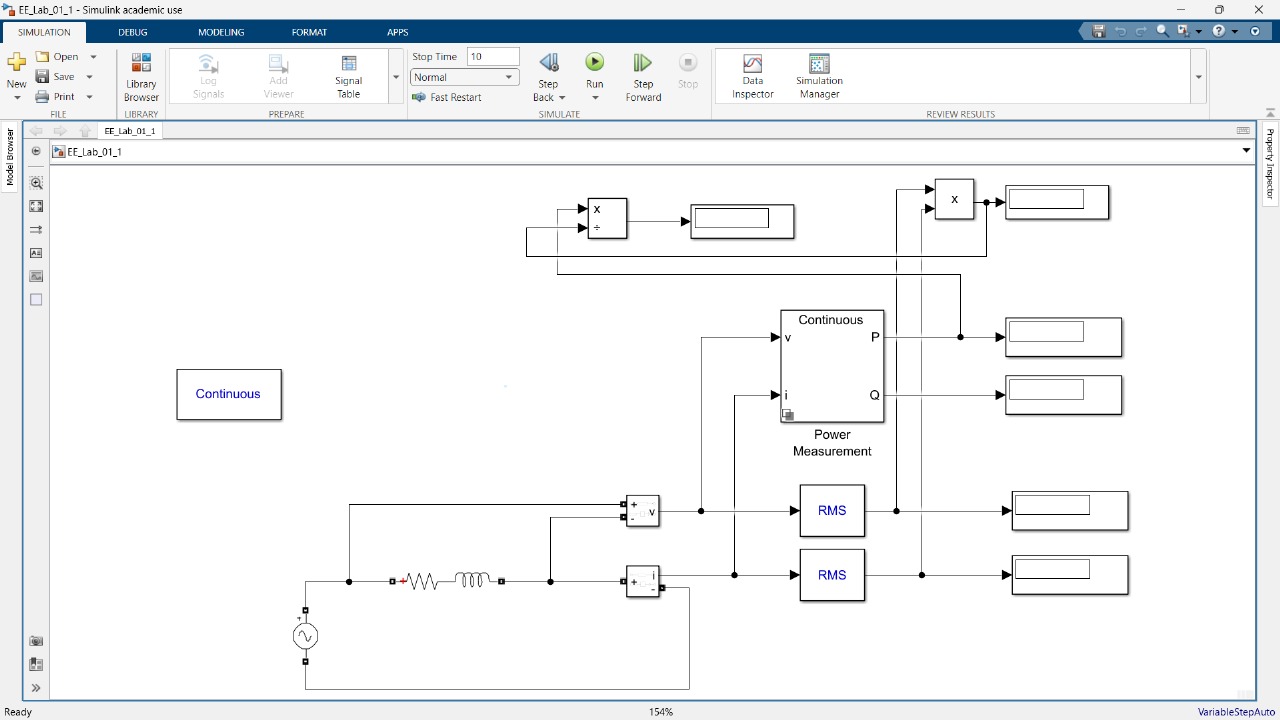 EE_Lab_01_1 - Simulink academic use
SIMULATION DEBUG MODELING FORMAT APPS
New
Open
Save
Print
FILE
Library
Browser
LIBRARY
Log
Signals
Add
Viewer
Signal
Table
PREPARE
Stop Time 10
Normal
Fast Restart
Step
Back
Run
Step
Forward
Stop
SIMULATE
Data
Inspector
Simulation
Manager
REVIEW RESULTS
Model Browser
EE_Lab_01_1
EE_Lab_01_1
Property Inspector
x
÷
x
Continuous
v
P
i
Q
Power
Measurement
Continuous
+
-
v
RMS
+
i
-
RMS
+
+
Ready
154%
VariableStepAuto